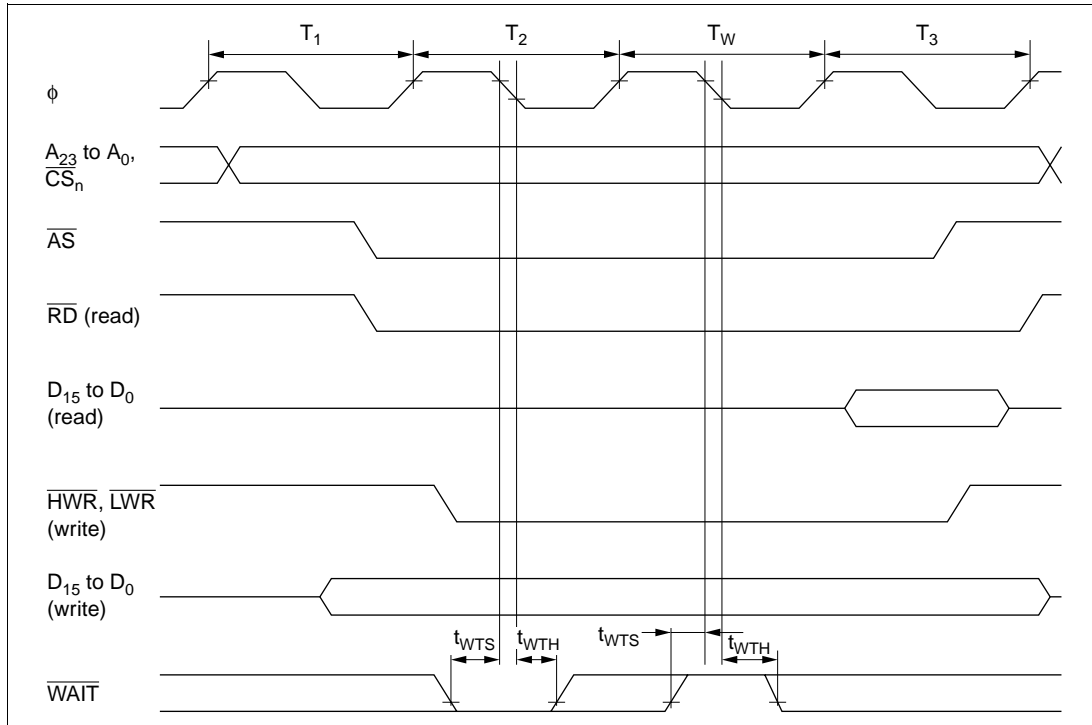 T1 T2 TW T3
ϕ
A23 to A0,
CSn
AS
RD (read)
D15 to D0
(read)
HWR, LWR
(write)
D15 to D0
(write)
tWTS tWTH tWTS tWTH
WAIT